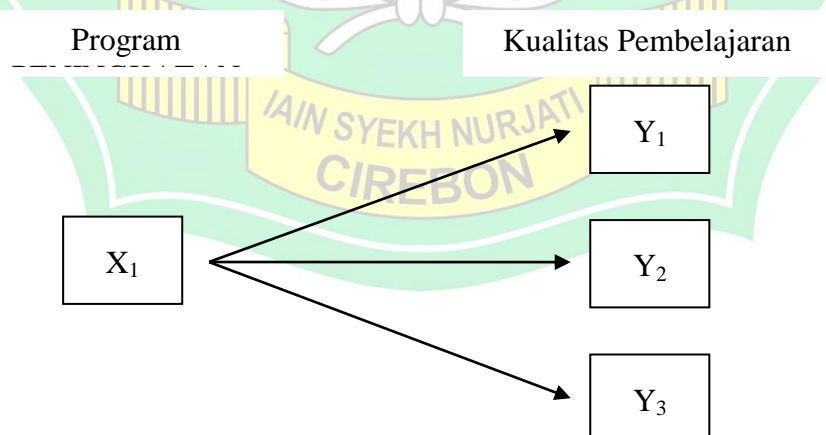 Program
Kualitas Pembelajaran
IAIN SYEKH NURJATI
CIREBON
Y₁
X₁
Y₂
Y₃